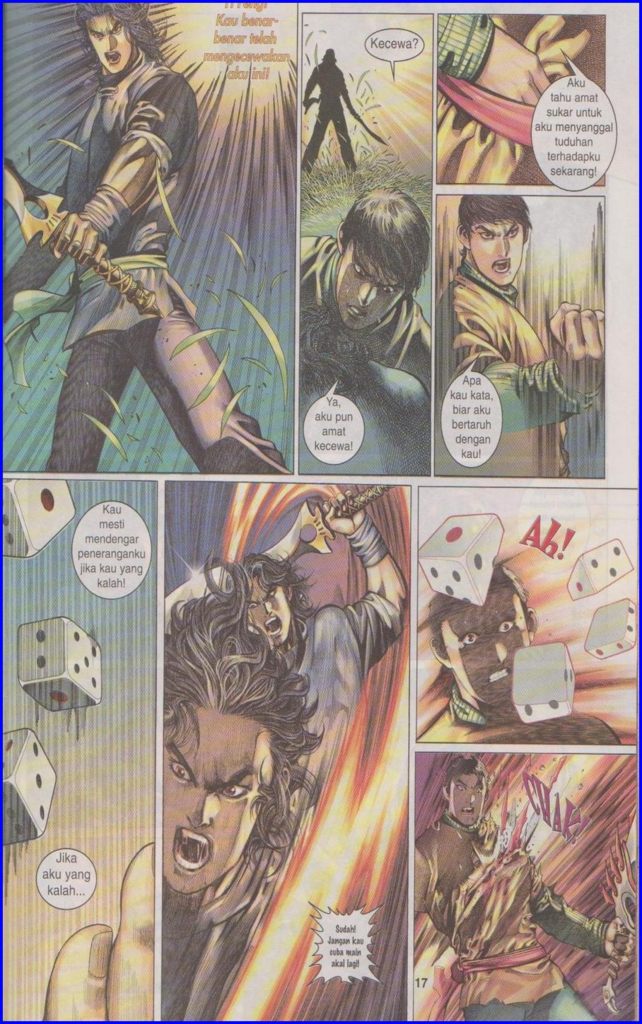 Kau benar-
benar telah
mengecewakan
aku ini!
Kecewa?
Ya,
aku pun
amat
kecewa!
Aku
tahu amat
sukar untuk
aku menyanggal
tuduhan
terhadapku
sekarang!
Apa
kau kata,
biar aku
bertaruh
dengan
kau!
Kau
mesti
mendengar
peneranganku
jika kau yang
kalah!
Jika
aku yang
kalah...
Sudah!
Jangan kau
cuba main
akal lagi!
Ah!
17